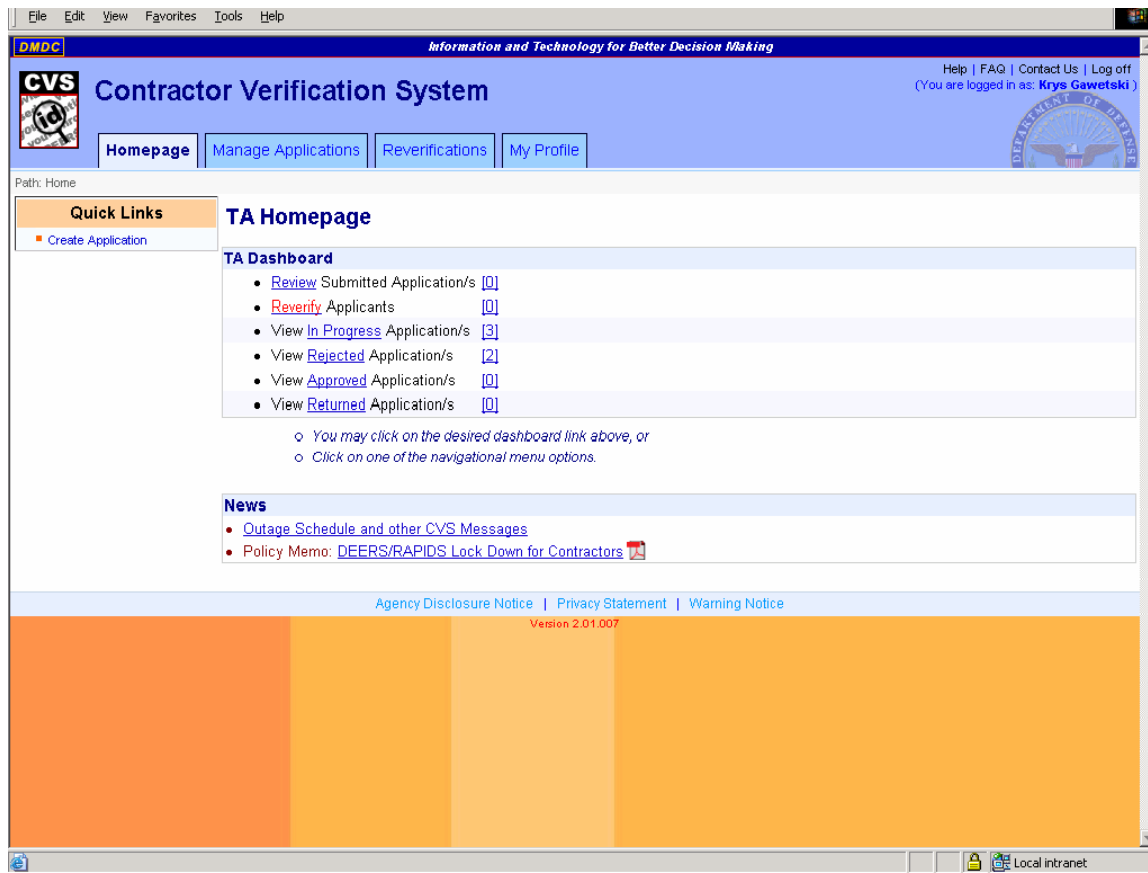 File Edit View Favorites Tools Help
DMDC Information and Technology for Better Decision Making
Help | FAQ | Contact Us | Log off
(You are logged in as: Krys Gawetski )
CVS
id
Contractor Verification System
DEPARTMENT OF DEFENSE
Homepage Manage Applications Reverifications My Profile
Path: Home
Quick Links
Create Application
TA Homepage
TA Dashboard
• Review Submitted Application/s [0]
• Reverify Applicants [0]
• View In Progress Application/s [3]
• View Rejected Application/s [2]
• View Approved Application/s [0]
• View Returned Application/s [0]
o You may click on the desired dashboard link above, or
o Click on one of the navigational menu options.
News
• Outage Schedule and other CVS Messages
• Policy Memo: DEERS/RAPIDS Lock Down for Contractors
Agency Disclosure Notice | Privacy Statement | Warning Notice
Version 2.01.007
Local intranet